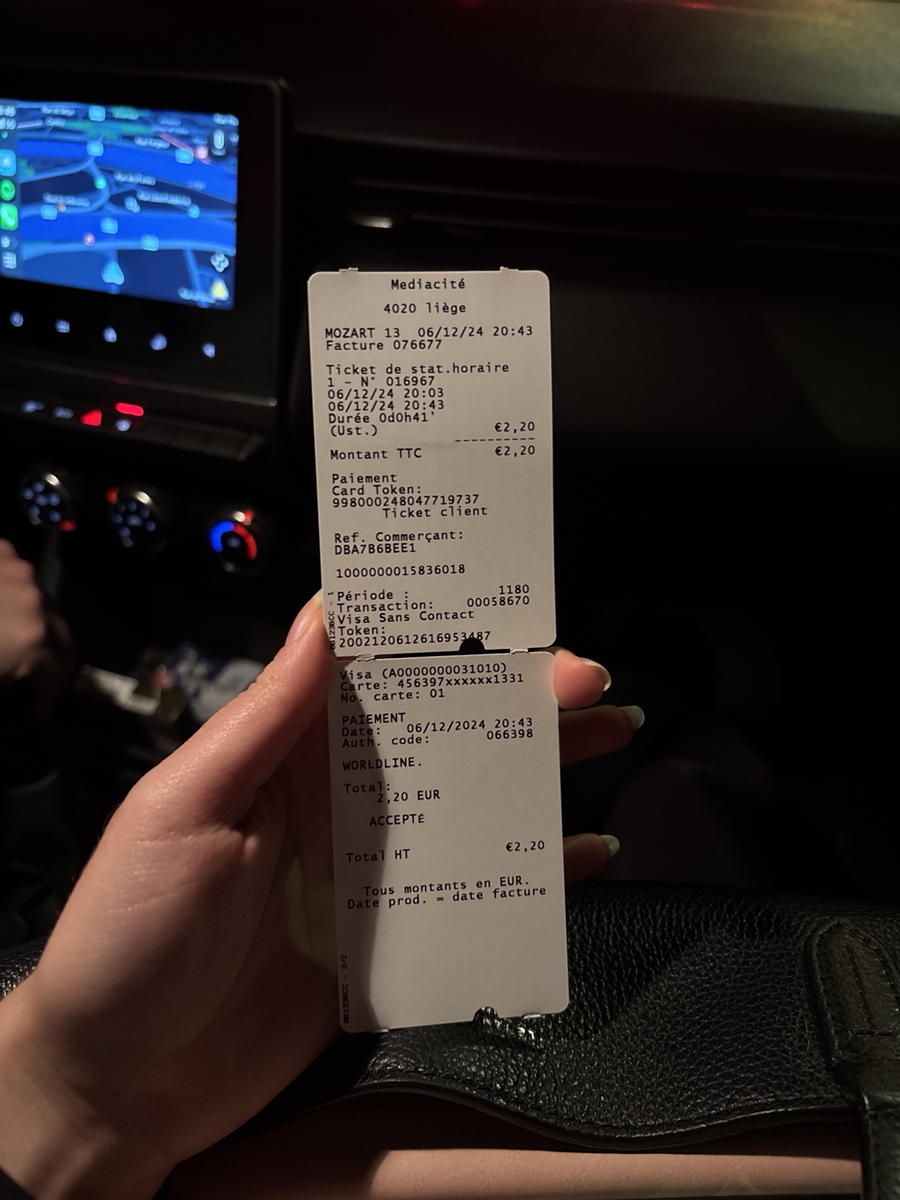 Mediacité
4020 liège
MOZART 13 06/12/24 20:43
Facture 076677
Ticket de stat.horaire
1 - N° 016967
06/12/24 20:03
06/12/24 20:43
Durée 0d0h41'
(Ust.) €2,20
----------
Montant TTC €2,20
Paiement
Card Token:
998000248047719737
Ticket client
Ref. Commerçant:
DBA7B6BEE1
1000000015836018
Période : 1180
Transaction: 00058670
Visa Sans Contact
Token:
2002120612616953487
Visa (A0000000031010)
Carte: 456397xxxxxx1331
No. carte: 01
PAIEMENT
Date: 06/12/2024 20:43
Auth. code: 066398
WORLDLINE.
Total:
2,20 EUR
ACCEPTÉ
Total HT €2,20
Tous montants en EUR.
Date prod. = date facture